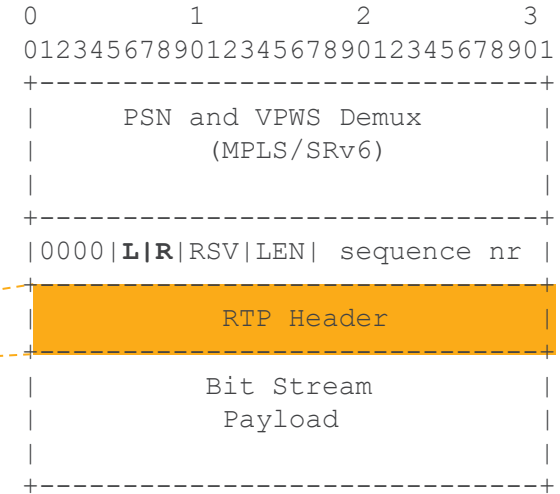 0                   1                   2                   3
01234567890123456789012345678901
+------------------------------+
|     PSN and VPWS Demux       |
|         (MPLS/SRv6)          |
|                              |
+------------------------------+
|0000|L|R|RSV|LEN| sequence nr |
+------------------------------+
|          RTP Header          |
+------------------------------+
|          Bit Stream          |
|           Payload            |
|                              |
+------------------------------+